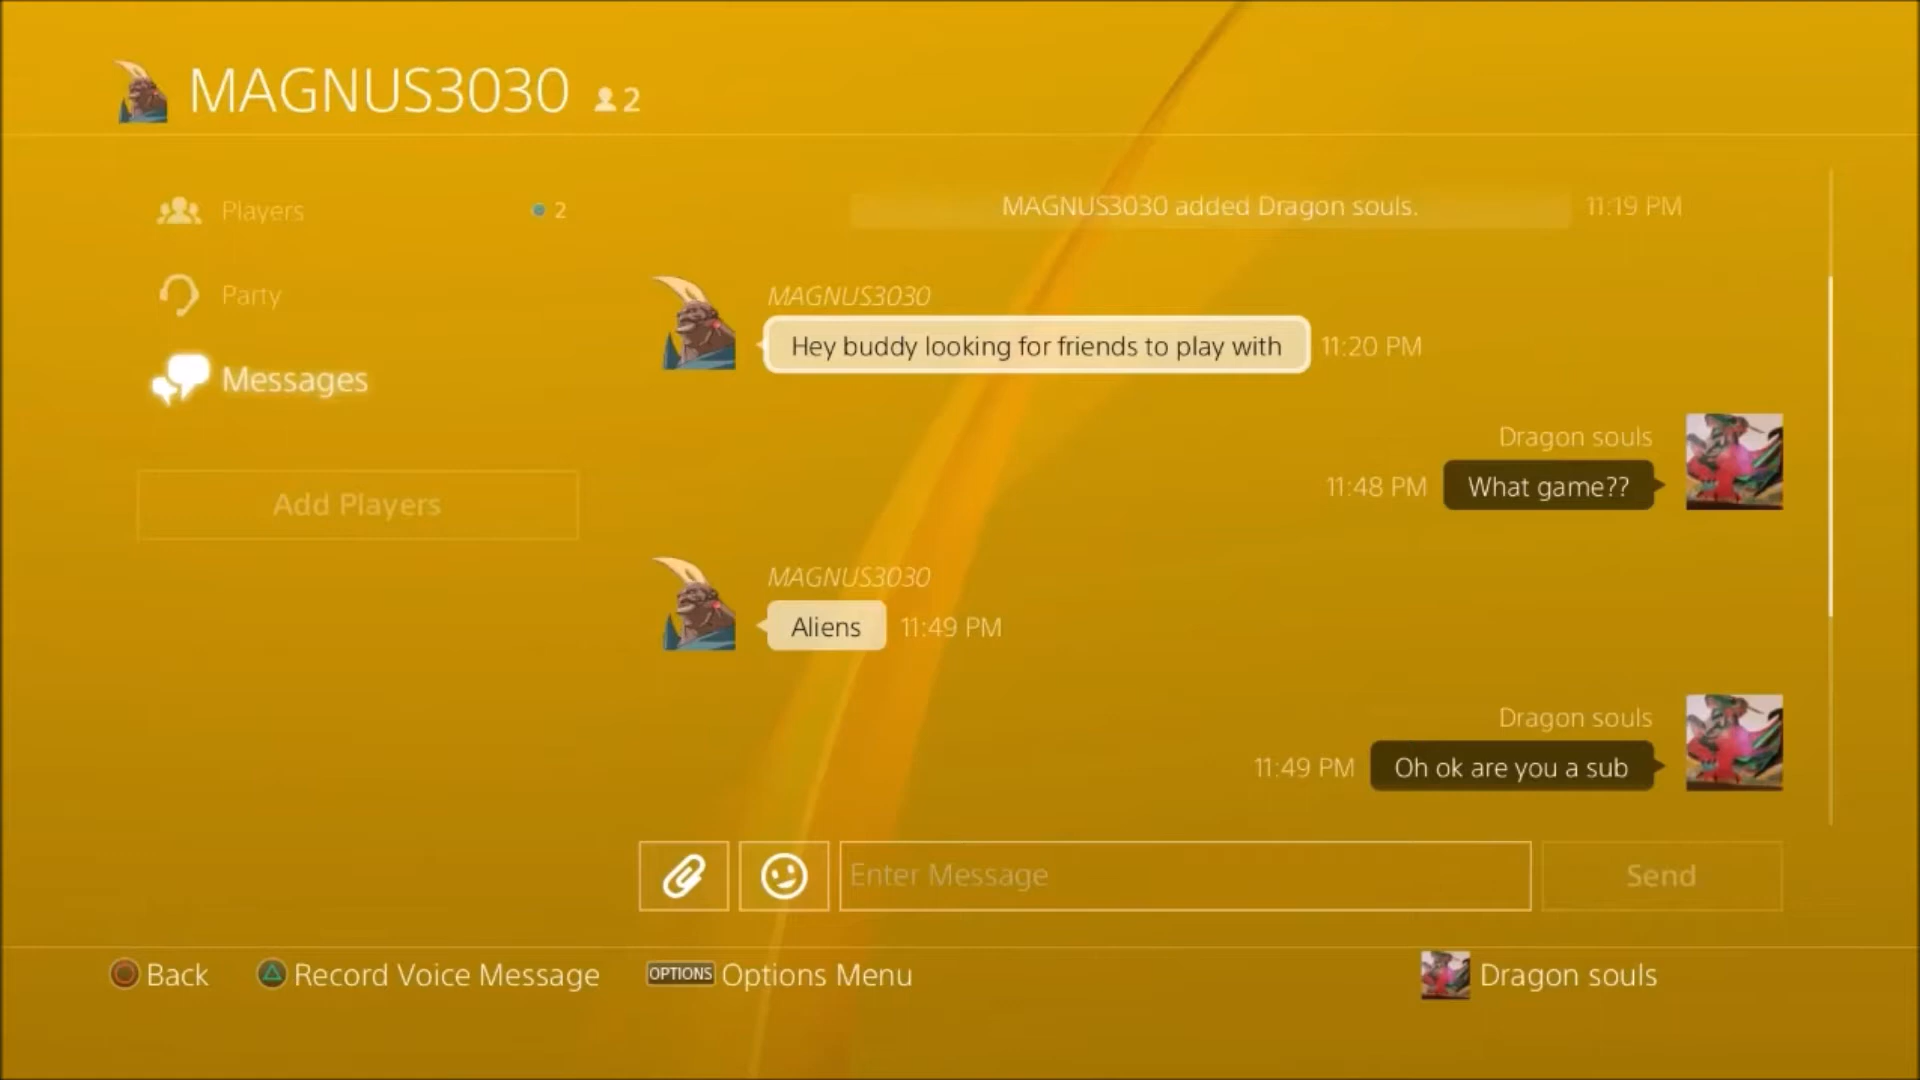 MAGNUS3030 2
Players 2
Party
Messages
Add Players
MAGNUS3030 added Dragon souls. 11:19 PM
MAGNUS3030
Hey buddy looking for friends to play with 11:20 PM
Dragon souls
11:48 PM What game??
MAGNUS3030
Aliens 11:49 PM
Dragon souls
11:49 PM Oh ok are you a sub
Enter Message Send
Back Record Voice Message OPTIONS Options Menu Dragon souls